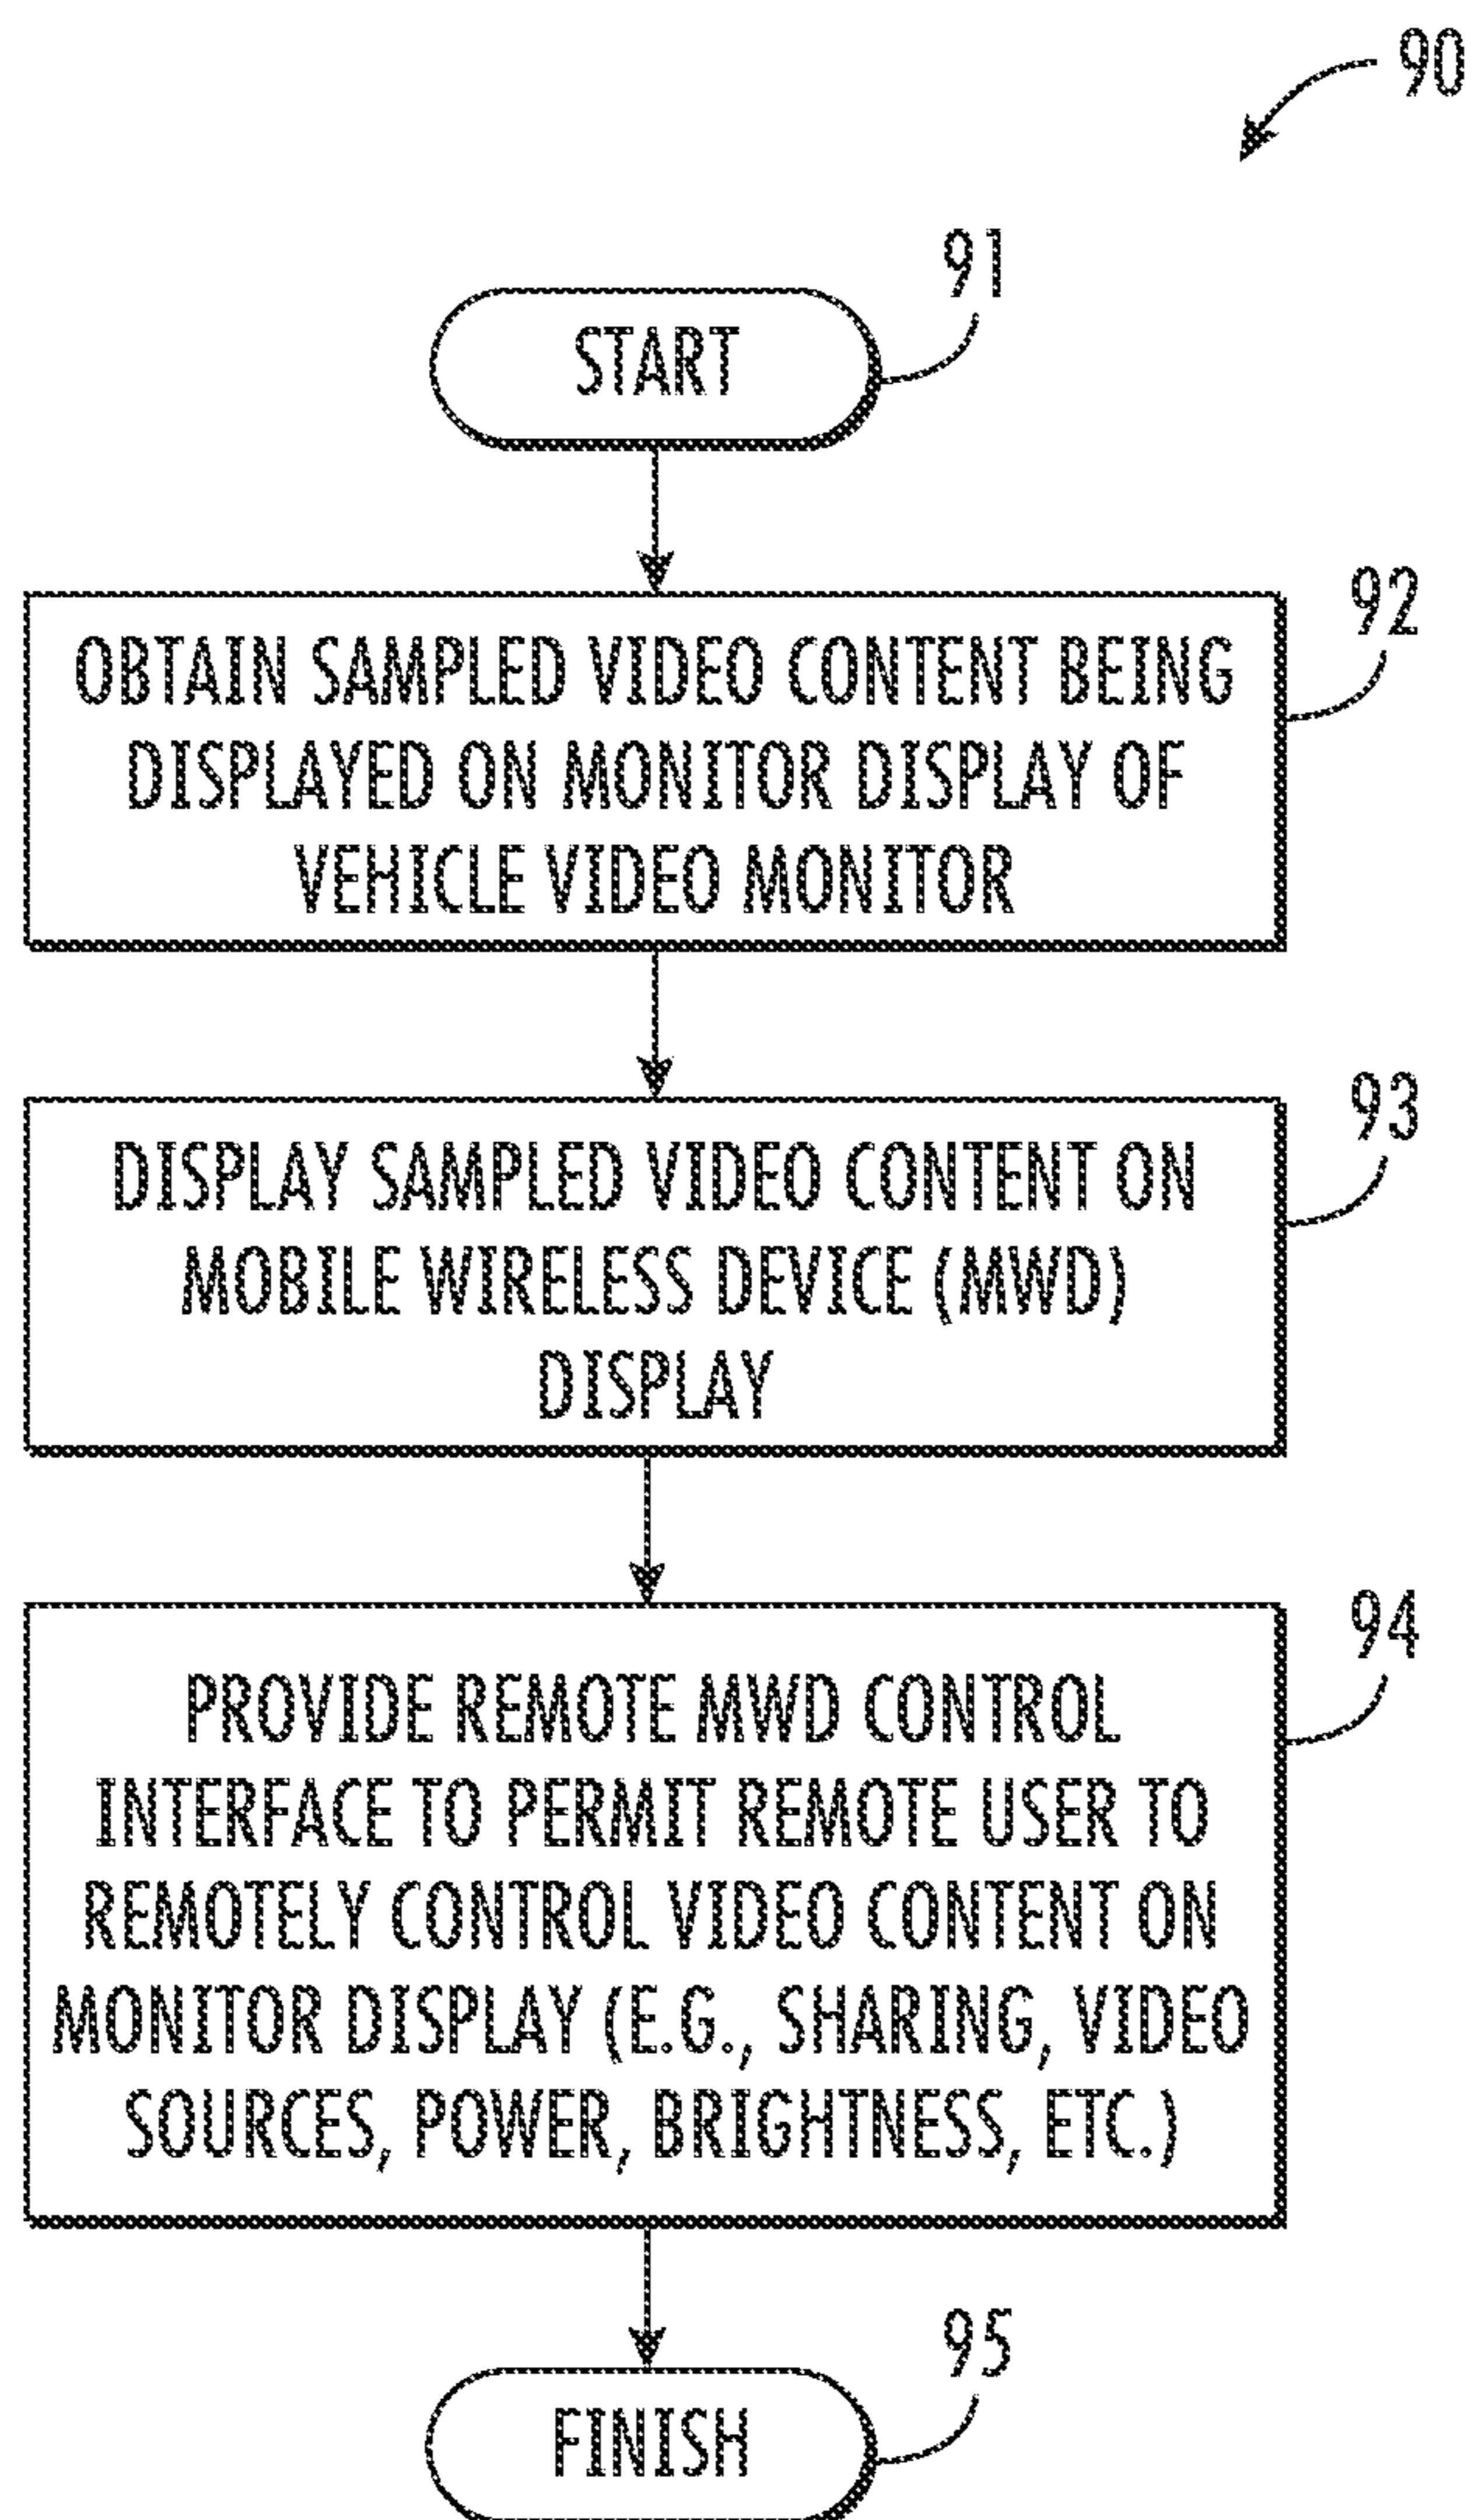 90
91
START
92
OBTAIN SAMPLED VIDEO CONTENT BEING
DISPLAYED ON MONITOR DISPLAY OF
VEHICLE VIDEO MONITOR
93
DISPLAY SAMPLED VIDEO CONTENT ON
MOBILE WIRELESS DEVICE (MWD)
DISPLAY
94
PROVIDE REMOTE MWD CONTROL
INTERFACE TO PERMIT REMOTE USER TO
REMOTELY CONTROL VIDEO CONTENT ON
MONITOR DISPLAY (E.G., SHARING, VIDEO
SOURCES, POWER, BRIGHTNESS, ETC.)
95
FINISH